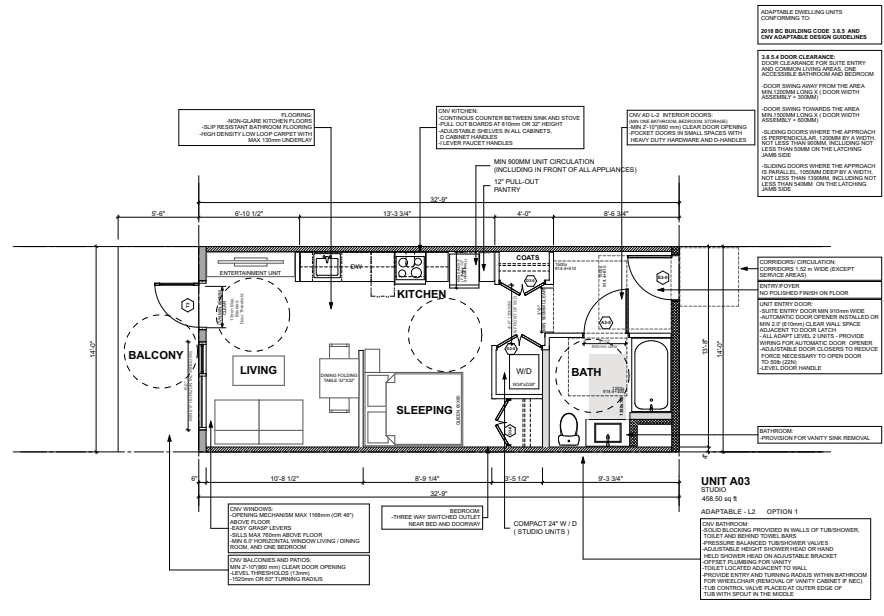 ADAPTABLE DWELLING UNITS
CONFORMING TO:
2018 BC BUILDING CODE 3.8.5 AND
CNV ADAPTABLE DESIGN GUIDELINES
3.8.5.4 DOOR CLEARANCE:
DOOR CLEARANCE FOR SUITE ENTRY
AND COMMON LIVING AREAS, ONE
ACCESSIBLE BATHROOM AND BEDROOM
-DOOR SWING AWAY FROM THE AREA
MIN.1200MM LONG X ( DOOR WIDTH
ASSEMBLY + 300MM)
-DOOR SWING TOWARDS THE AREA
MIN 1500MM LONG X ( DOOR WIDTH
ASSEMBLY + 600MM)
-SLIDING DOORS WHERE THE APPROACH
IS PERPENDICULAR, 1200MM BY A WIDTH,
NOT LESS THAN 900MM, INCLUDING NOT
LESS THAN 50MM ON THE LATCHING
JAMB SIDE
-SLIDING DOORS WHERE THE APPROACH
IS PARALLEL, 1050MM DEEP BY A WIDTH,
NOT LESS THAN 1390MM, INCLUDING NOT
LESS THAN 540MM ON THE LATCHING
JAMB SIDE
FLOORING:
-NON-GLARE KITCHEN FLOORS
-SLIP RESISTANT BATHROOM FLOORING
-HIGH DENSITY LOW LOOP CARPET WITH
MAX 130mm UNDERLAY
CNV KITCHEN:
-CONTINOUS COUNTER BETWEEN SINK AND STOVE
-PULL OUT BOARDS AT 810mm OR 32" HEIGHT
-ADJUSTABLE SHELVES IN ALL CABINETS,
D CABINET HANDLES
-I LEVER FAUCET HANDLES
CNV AD L-2 INTERIOR DOORS:
(MIN ONE BATHROOM, BEDROOM, STORAGE)
-MIN 2'-10"(860 mm) CLEAR DOOR OPENING
-POCKET DOORS IN SMALL SPACES WITH
HEAVY DUTY HARDWARE AND D-HANDLES
MIN 900MM UNIT CIRCULATION
(INCLUDING IN FRONT OF ALL APPLIANCES)
12" PULL-OUT
PANTRY
32'-9"
5'-6"
6'-10 1/2"
13'-3 3/4"
4'-0"
8'-6 3/4"
ENTERTAINMENT UNIT
DW
COATS
KITCHEN
14'-0"
BALCONY
LIVING
DINING FOLDING
TABLE 32"X32"
SLEEPING
QUEEN 60X80
W/D
W24"xD28"
BATH
13'-8"
14'-0"
4"
CORRIDORS/ CIRCULATION:
CORRIDORS 1.52 m WIDE (EXCEPT
SERVICE AREAS)
ENTRY/FOYER
NO POLISHED FINISH ON FLOOR
UNIT ENTRY DOOR:
- SUITE ENTRY DOOR MIN 910mm WIDE
- AUTOMATIC DOOR OPENER INSTALLED OR
MIN 2.0' (610mm) CLEAR WALL SPACE
ADJACENT TO DOOR LATCH
- ALL ADAPT LEVEL 2 UNITS - PROVIDE
WIRING FOR AUTOMATIC DOOR OPENER
- ADJUSTABLE DOOR CLOSERS TO REDUCE
FORCE NECESSARY TO OPEN DOOR
TO 50lb (22N)
- LEVEL DOOR HANDLE
BATHROOM:
-PROVISION FOR VANITY SINK REMOVAL
6"
10'-8 1/2"
8'-9 1/4"
3'-5 1/2"
9'-3 3/4"
32'-9"
CNV WINDOWS:
-OPENING MECHANISM MAX 1168mm (OR 46")
ABOVE FLOOR
-EASY GRASP LEVERS
-SILLS MAX 760mm ABOVE FLOOR
-MIN 6.0' HORIZONTAL WINDOW LIVING / DINING
ROOM, AND ONE BEDROOM
CNV BALCONIES AND PATIOS:
MIN 2'-10"(860 mm) CLEAR DOOR OPENING
-LEVEL THRESHOLDS (13mm)
-1520mm OR 60" TURNING RADIUS
BEDROOM:
-THREE WAY SWITCHED OUTLET
NEAR BED AND DOORWAY
COMPACT 24" W / D
( STUDIO UNITS )
UNIT A03
STUDIO
458.50 sq ft
ADAPTABLE - L2 OPTION 1
CNV BATHROOM:
-SOLID BLOCKING PROVIDED IN WALLS OF TUB/SHOWER,
TOILET AND BEHIND TOWEL BARS
-PRESSURE BALANCED TUB/SHOWER VALVES
-ADJUSTABLE HEIGHT SHOWER HEAD OR HAND
HELD SHOWER HEAD ON ADJUSTABLE BRACKET
-OFFSET PLUMBING FOR VANITY
-TOILET LOCATED ADJACENT TO WALL
-PROVIDE ENTRY AND TURNING RADIUS WITHIN BATHROOM
FOR WHEELCHAIR (REMOVAL OF VANITY CABINET IF NEC)
-TUB CONTROL VALVE PLACED AT OUTER EDGE OF
TUB WITH SPOUT IN THE MIDDLE